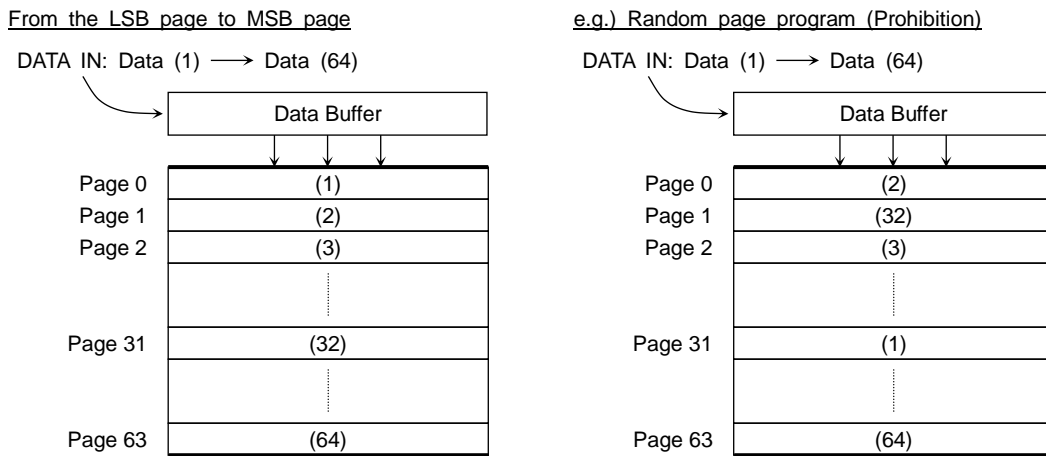 From the LSB page to MSB page
DATA IN: Data (1) → Data (64)
Data Buffer
Page 0 (1)
Page 1 (2)
Page 2 (3)
Page 31 (32)
Page 63 (64)
e.g.) Random page program (Prohibition)
DATA IN: Data (1) → Data (64)
Data Buffer
Page 0 (2)
Page 1 (32)
Page 2 (3)
Page 31 (1)
Page 63 (64)